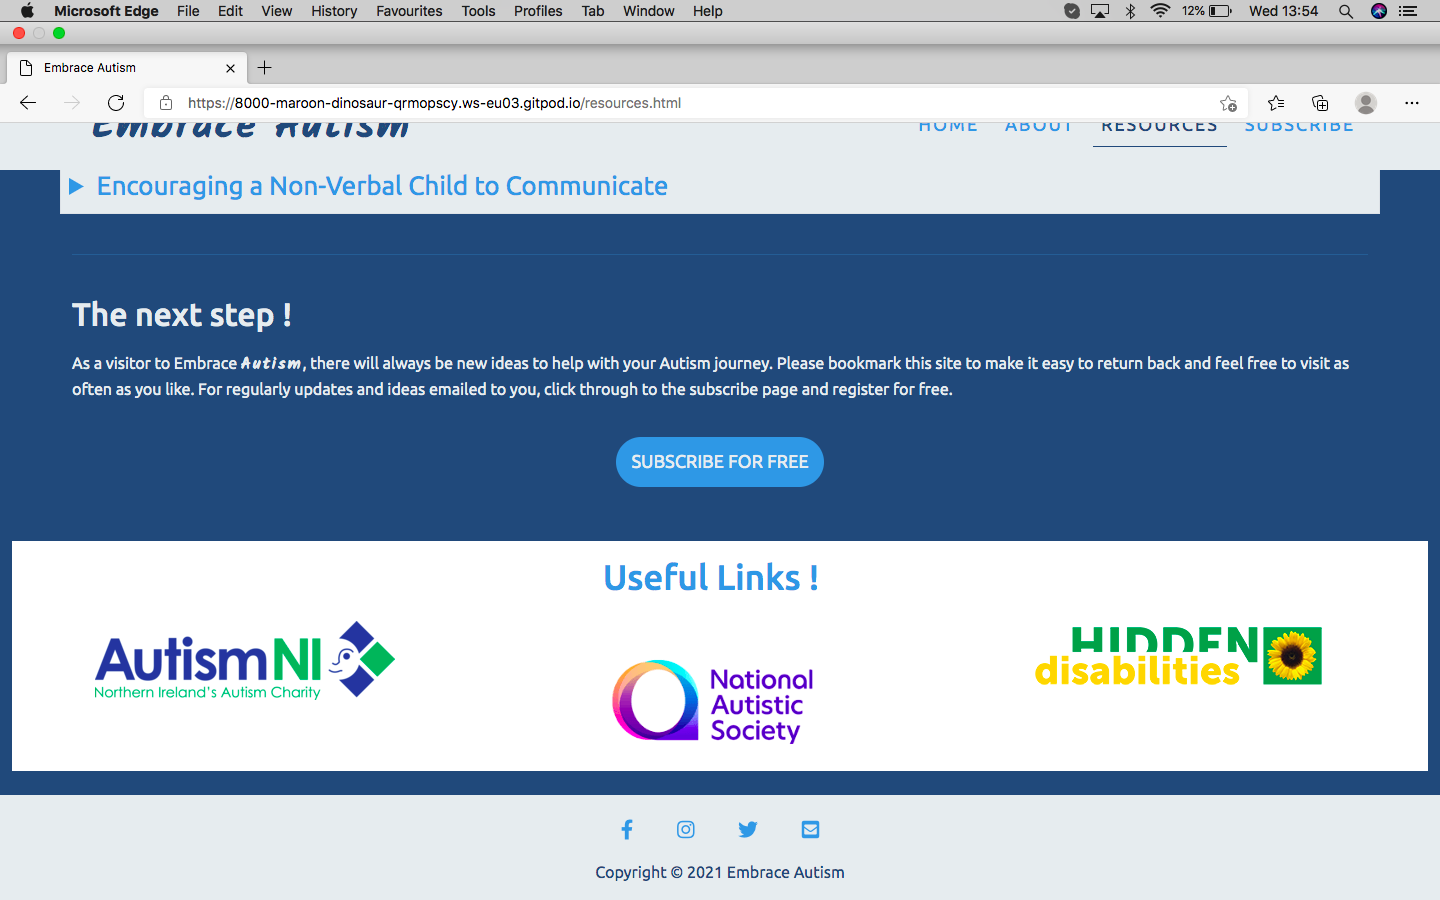 Microsoft Edge File Edit View History Favourites Tools Profiles Tab Window Help 12% Wed 13:54
Embrace Autism
https://8000-maroon-dinosaur-qrmopscy.ws-eu03.gitpod.io/resources.html
Embrace Autism HOME ABOUT RESOURCES SUBSCRIBE
Encouraging a Non-Verbal Child to Communicate
The next step !
As a visitor to Embrace Autism, there will always be new ideas to help with your Autism journey. Please bookmark this site to make it easy to return back and feel free to visit as
often as you like. For regularly updates and ideas emailed to you, click through to the subscribe page and register for free.
SUBSCRIBE FOR FREE
Useful Links !
AutismNI
Northern Ireland's Autism Charity
National
Autistic
Society
HIDDEN
disabilities
Copyright © 2021 Embrace Autism